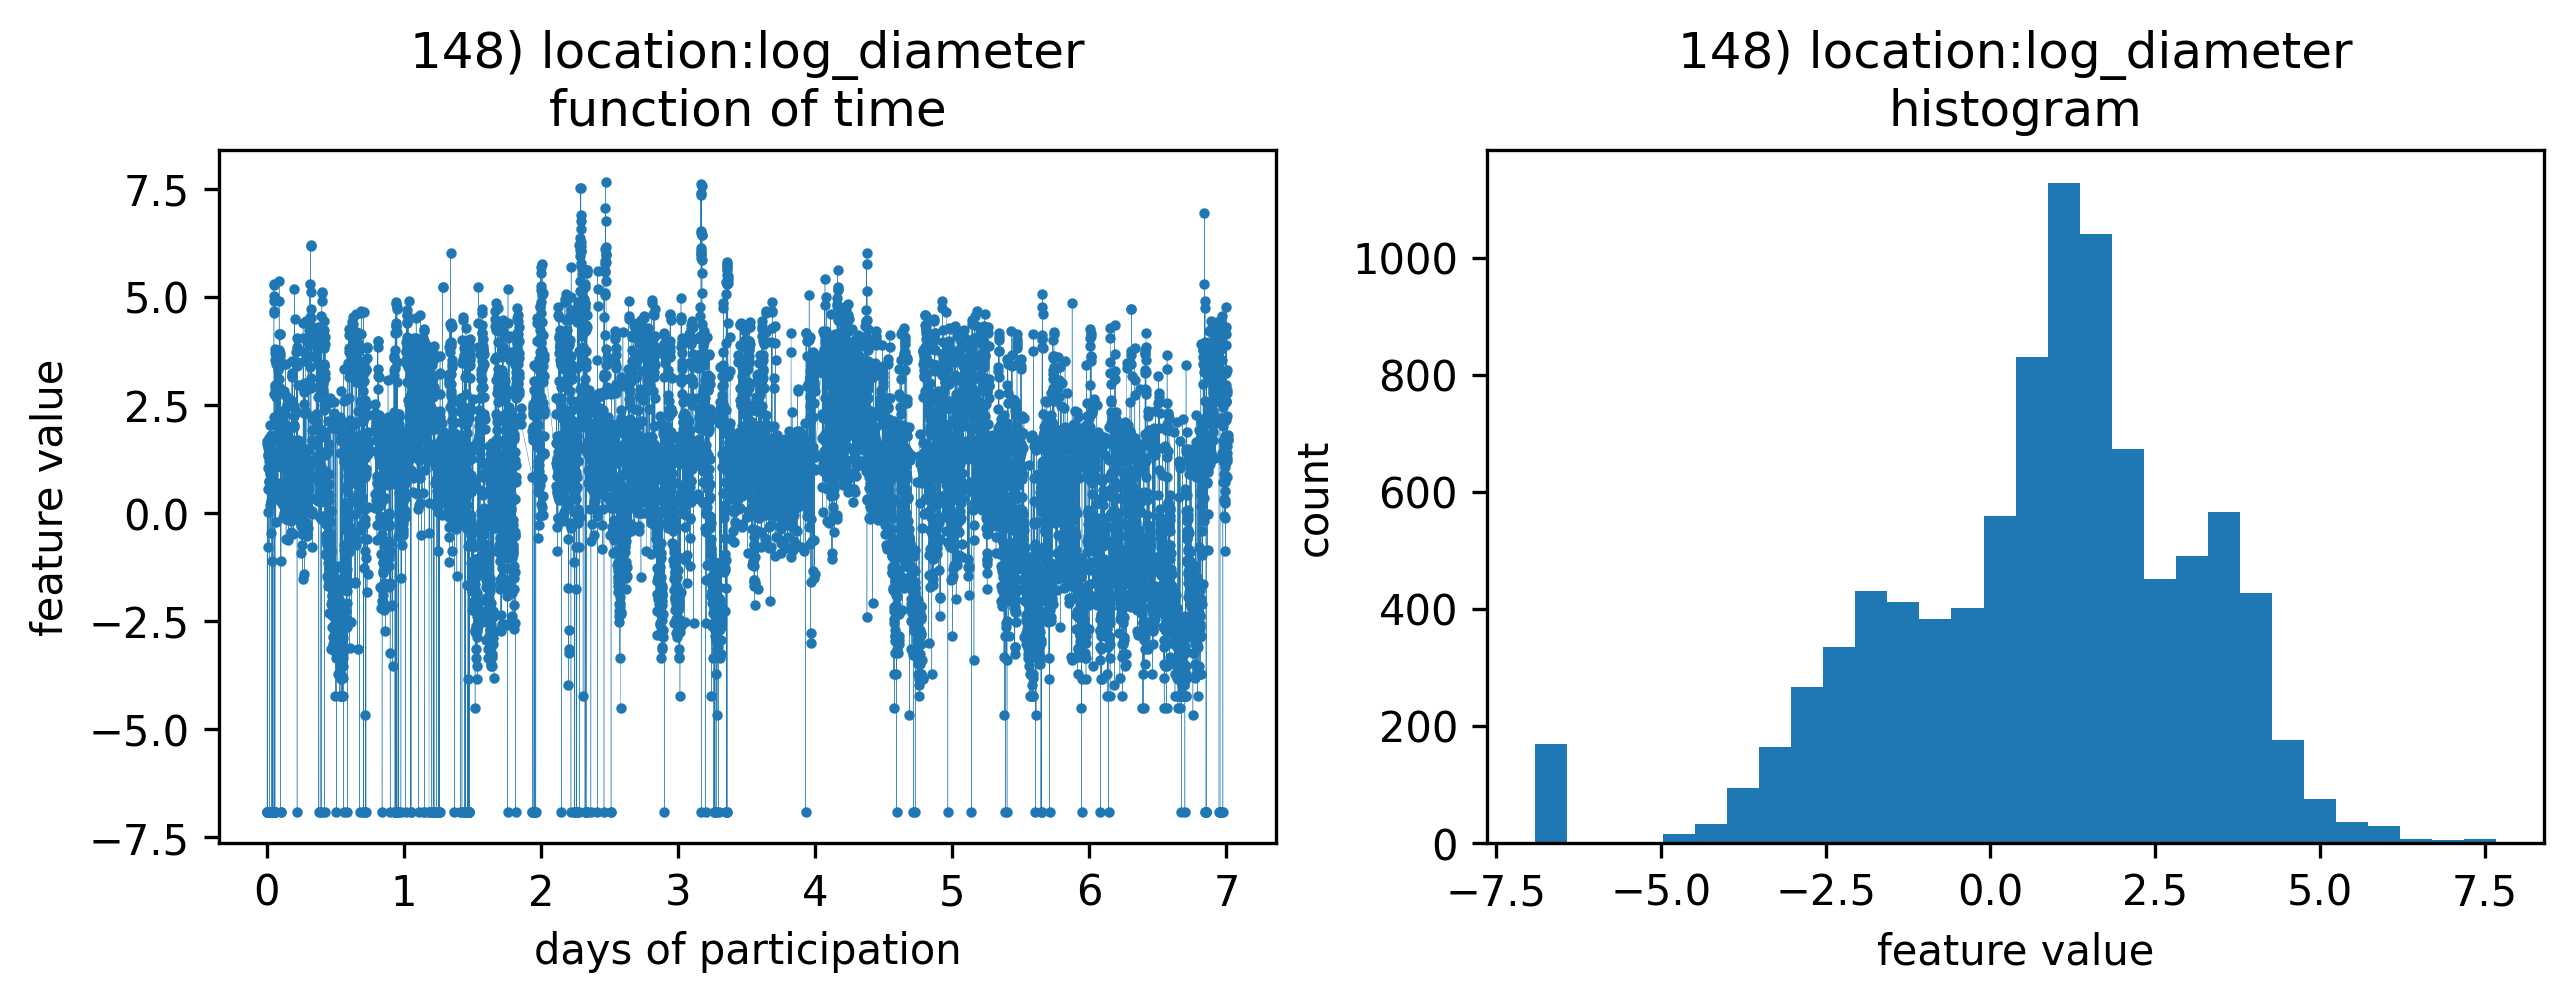 148) location:log_diameter
function of time
7.5
5.0
2.5
0.0
−2.5
−5.0
−7.5
feature value
0 1 2 3 4 5 6 7
days of participation
148) location:log_diameter
histogram
1000
800
600
400
200
0
count
−7.5 −5.0 −2.5 0.0 2.5 5.0 7.5
feature value